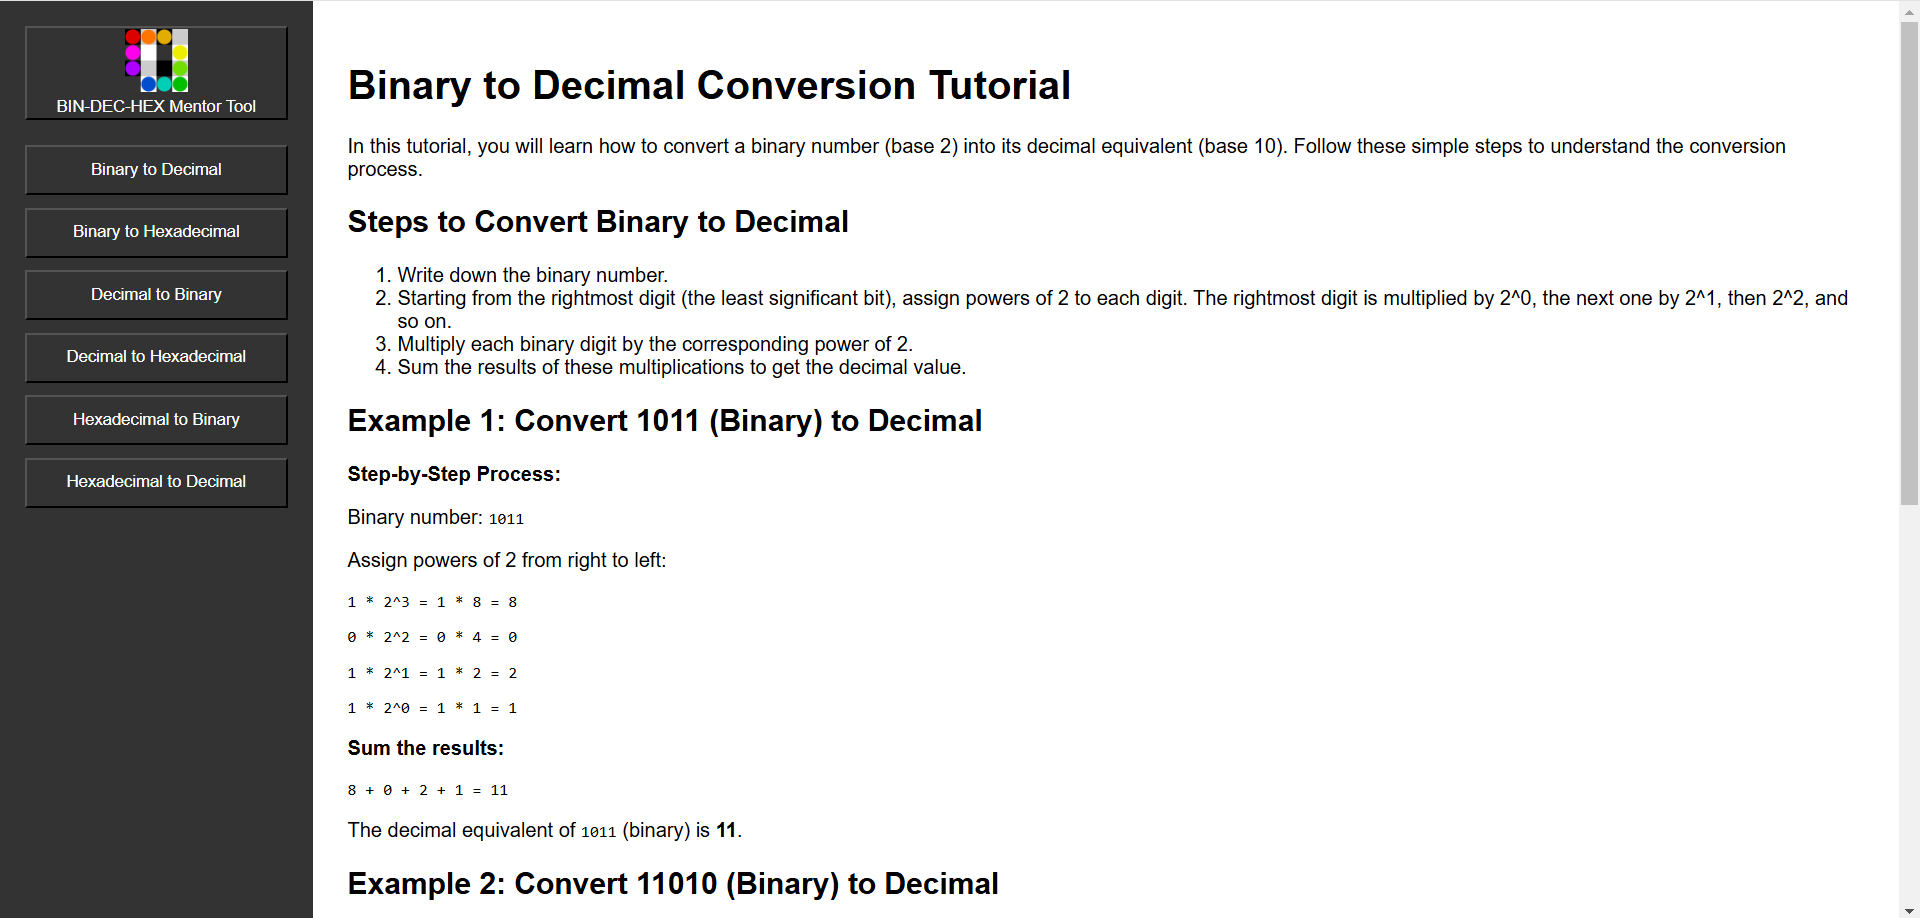 BIN-DEC-HEX Mentor Tool
Binary to Decimal
Binary to Hexadecimal
Decimal to Binary
Decimal to Hexadecimal
Hexadecimal to Binary
Hexadecimal to Decimal
Binary to Decimal Conversion Tutorial
In this tutorial, you will learn how to convert a binary number (base 2) into its decimal equivalent (base 10). Follow these simple steps to understand the conversion
process.
Steps to Convert Binary to Decimal
1. Write down the binary number.
2. Starting from the rightmost digit (the least significant bit), assign powers of 2 to each digit. The rightmost digit is multiplied by 2^0, the next one by 2^1, then 2^2, and
so on.
3. Multiply each binary digit by the corresponding power of 2.
4. Sum the results of these multiplications to get the decimal value.
Example 1: Convert 1011 (Binary) to Decimal
Step-by-Step Process:
Binary number: 1011
Assign powers of 2 from right to left:
1 * 2^3 = 1 * 8 = 8
0 * 2^2 = 0 * 4 = 0
1 * 2^1 = 1 * 2 = 2
1 * 2^0 = 1 * 1 = 1
Sum the results:
8 + 0 + 2 + 1 = 11
The decimal equivalent of 1011 (binary) is 11.
Example 2: Convert 11010 (Binary) to Decimal